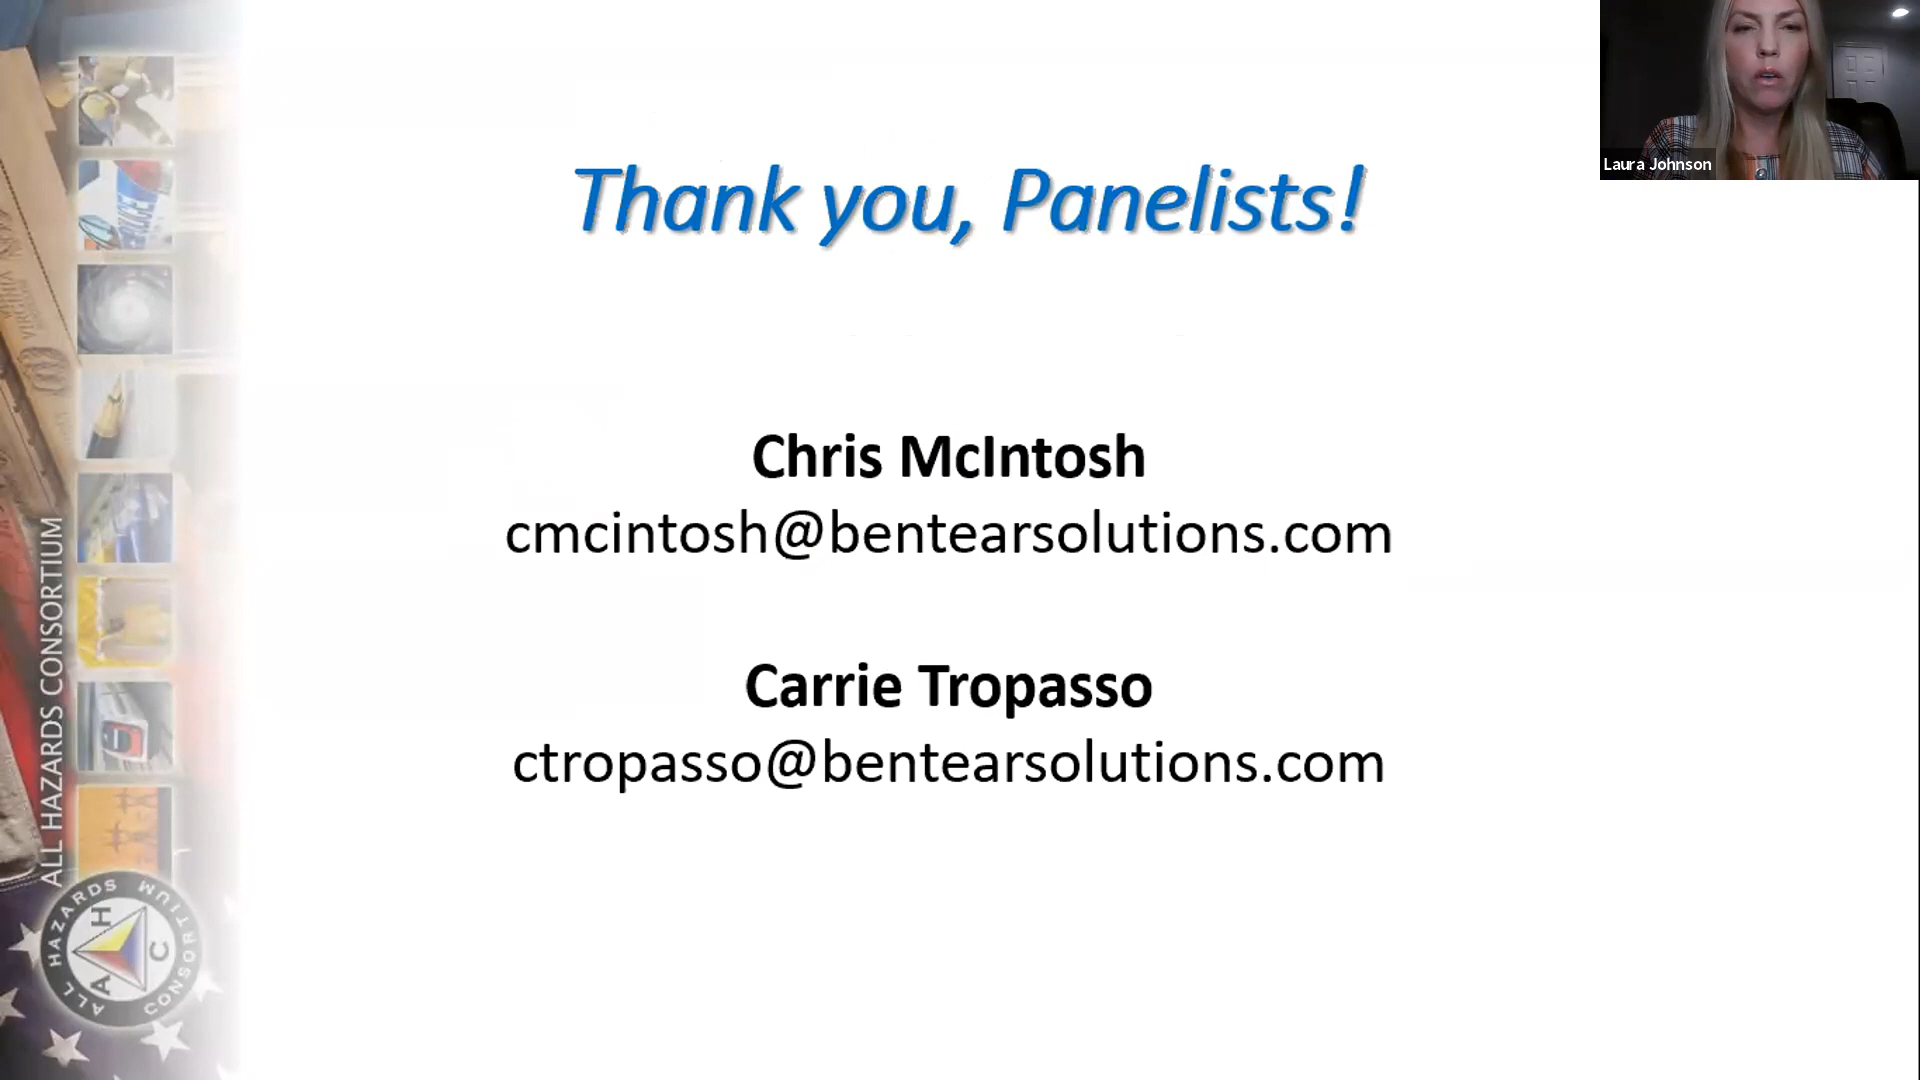 Thank you, Panelists!
Laura Johnson
Chris McIntosh
cmcintosh@bentearsolutions.com
Carrie Tropasso
ctropasso@bentearsolutions.com
ALL HAZARDS CONSORTIUM
ALL HAZARDS CONSORTIUM
A H C